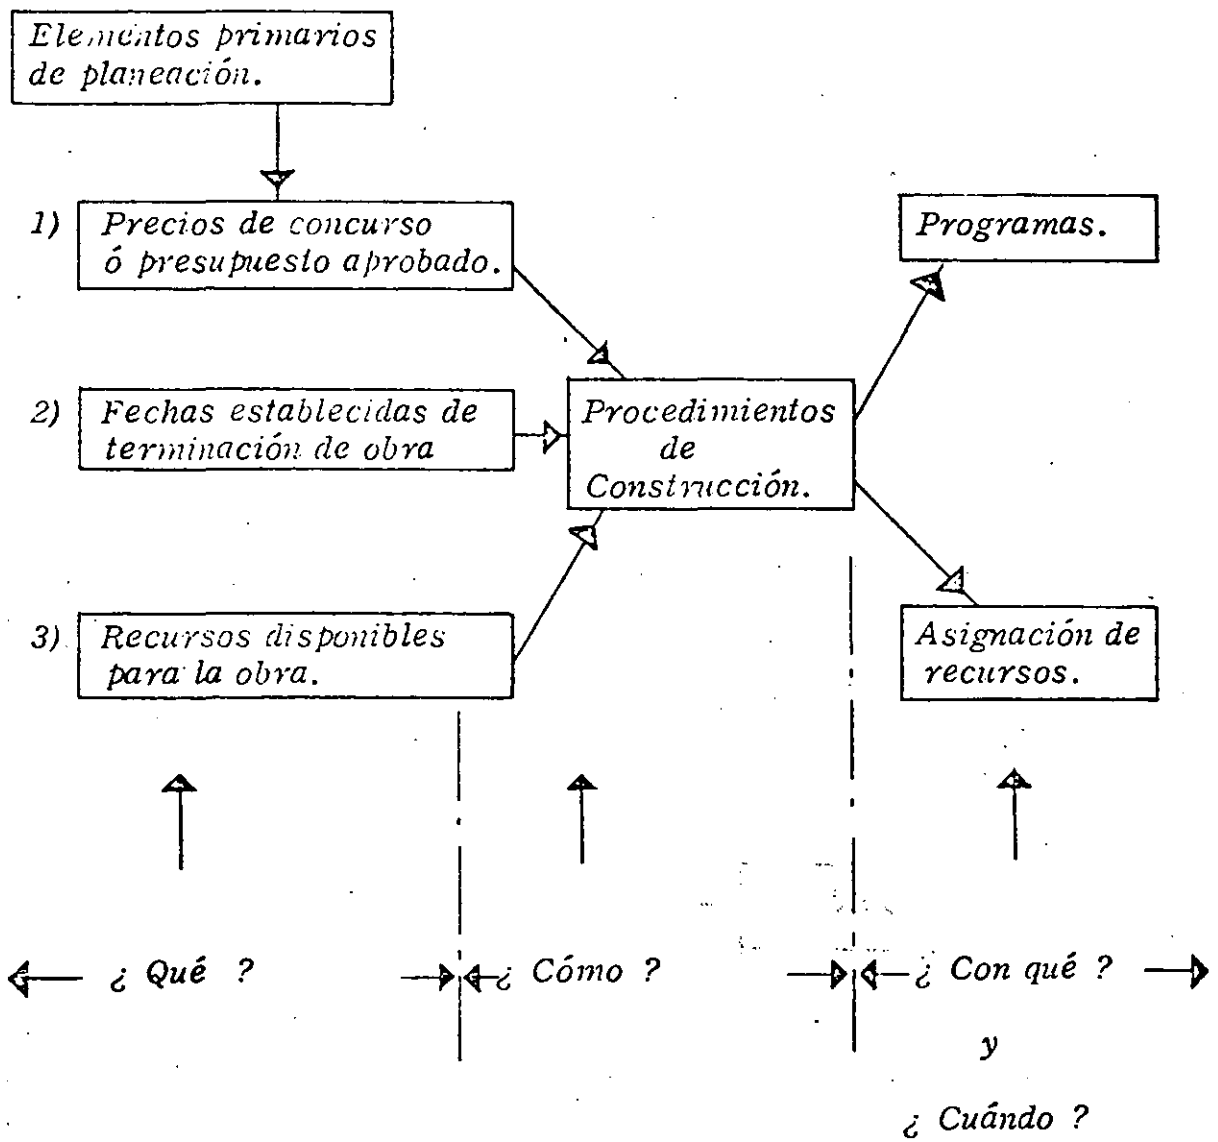 Elementos primarios
de planeación.
1) Precios de concurso
ó presupuesto aprobado.
2) Fechas establecidas de
terminación de obra
3) Recursos disponibles
para la obra.
Procedimientos
de
Construcción.
Programas.
Asignación de
recursos.
¿ Qué ?
¿ Cómo ?
¿ Con qué ?
y
¿ Cuándo ?